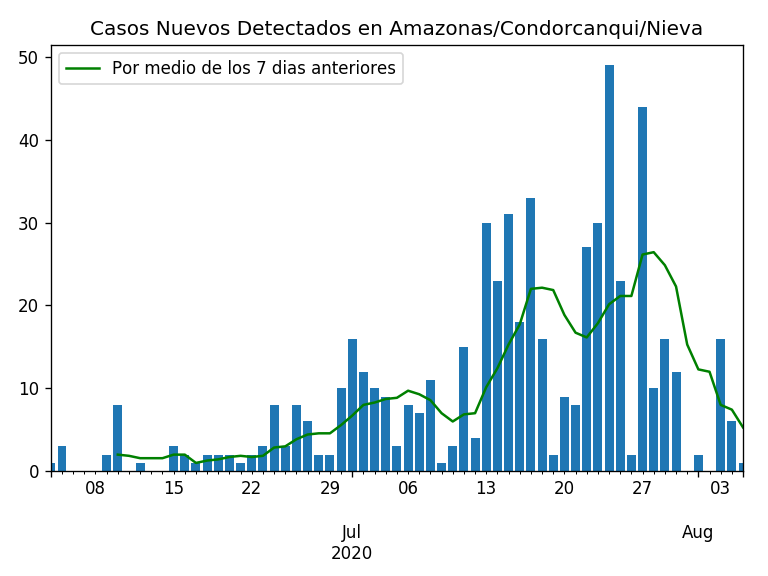 Casos Nuevos Detectados en Amazonas/Condorcanqui/Nieva
Por medio de los 7 dias anteriores
50
40
30
20
10
0
08 15 22 29 06 13 20 27 03
Jul Aug
2020